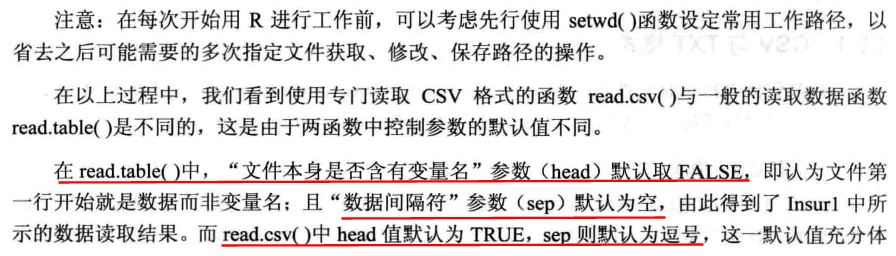 注意：在每次开始用 R 进行工作前，可以考虑先行使用 setwd( )函数设定常用工作路径，以
省去之后可能需要的多次指定文件获取、修改、保存路径的操作。
在以上过程中，我们看到使用专门读取 CSV 格式的函数 read.csv( )与一般的读取数据函数
read.table( )是不同的，这是由于两函数中控制参数的默认值不同。
在 read.table( )中，“文件本身是否含有变量名”参数（head）默认取 FALSE，即认为文件第
一行开始就是数据而非变量名；且“数据间隔符”参数（sep）默认为空，由此得到了 Insurl 中所
示的数据读取结果。而 read.csv( )中 head 值默认为 TRUE，sep 则默认为逗号，这一默认值充分体